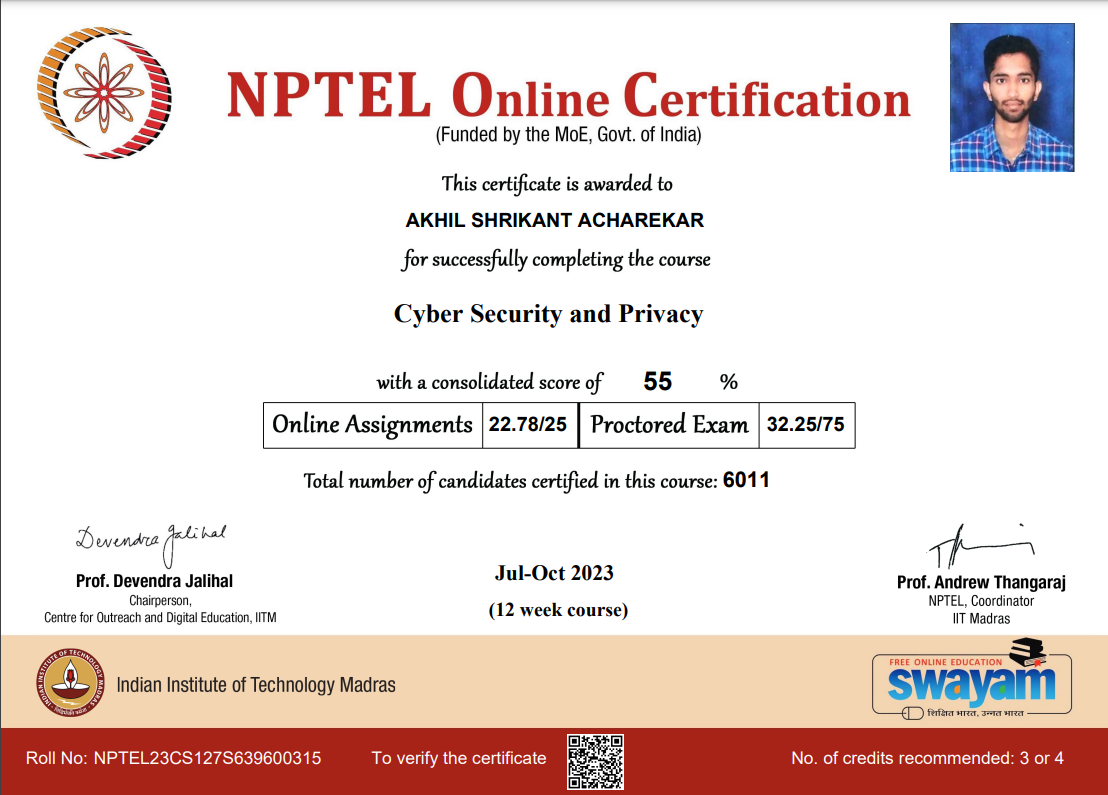 NPTEL Online Certification
(Funded by the MoE, Govt. of India)
This certificate is awarded to
AKHIL SHRIKANT ACHAREKAR
for successfully completing the course
Cyber Security and Privacy
with a consolidated score of 55 %
Online Assignments 22.78/25 Proctored Exam 32.25/75
Total number of candidates certified in this course: 6011
Devendra Jalihal
Prof. Devendra Jalihal
Chairperson,
Centre for Outreach and Digital Education, IITM
Jul-Oct 2023
(12 week course)
Prof. Andrew Thangaraj
NPTEL, Coordinator
IIT Madras
INDIAN INSTITUTE OF TECHNOLOGY MADRAS
Indian Institute of Technology Madras
FREE ONLINE EDUCATION
swayam
शिक्षित भारत, उन्नत भारत
Roll No: NPTEL23CS127S639600315
To verify the certificate
No. of credits recommended: 3 or 4